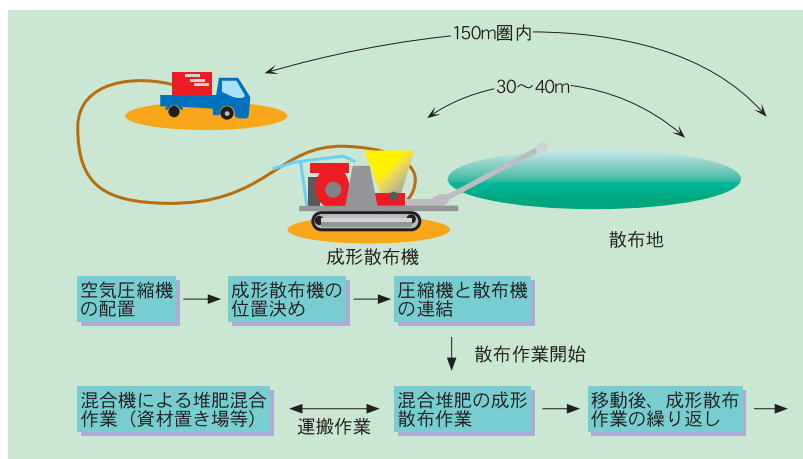 150m圏内
30〜40m
散布地
成形散布機
空気圧縮機
の配置
成形散布機の
位置決め
圧縮機と散布機
の連結
散布作業開始
混合機による堆肥混合
作業（資材置き場等）
運搬作業
混合堆肥の成形
散布作業
移動後、成形散布
作業の繰り返し